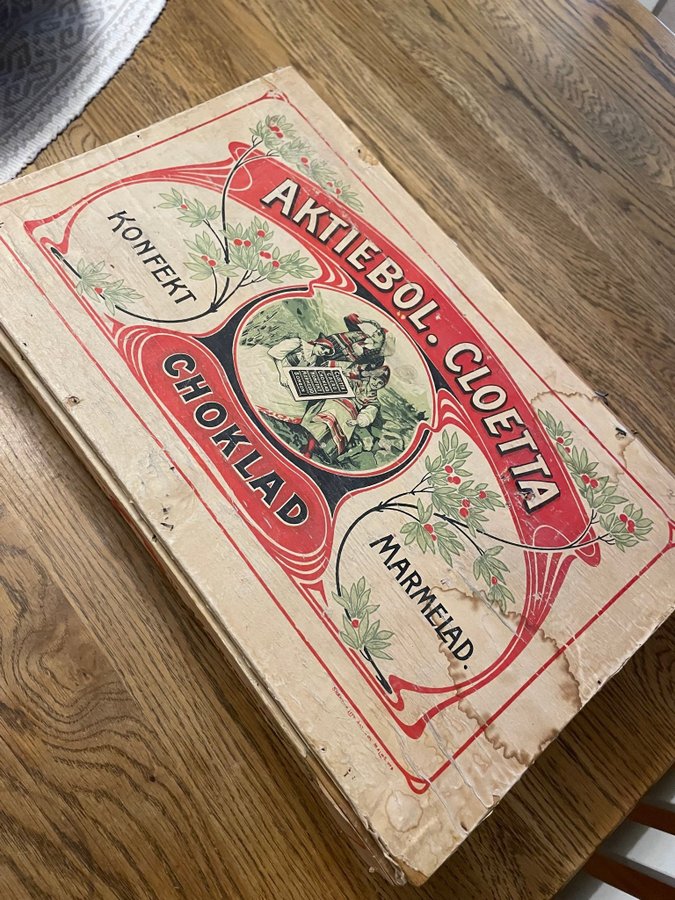 AKTIEBOL. CLOETTA
KONFEKT
CHOKLAD
MARMELAD.